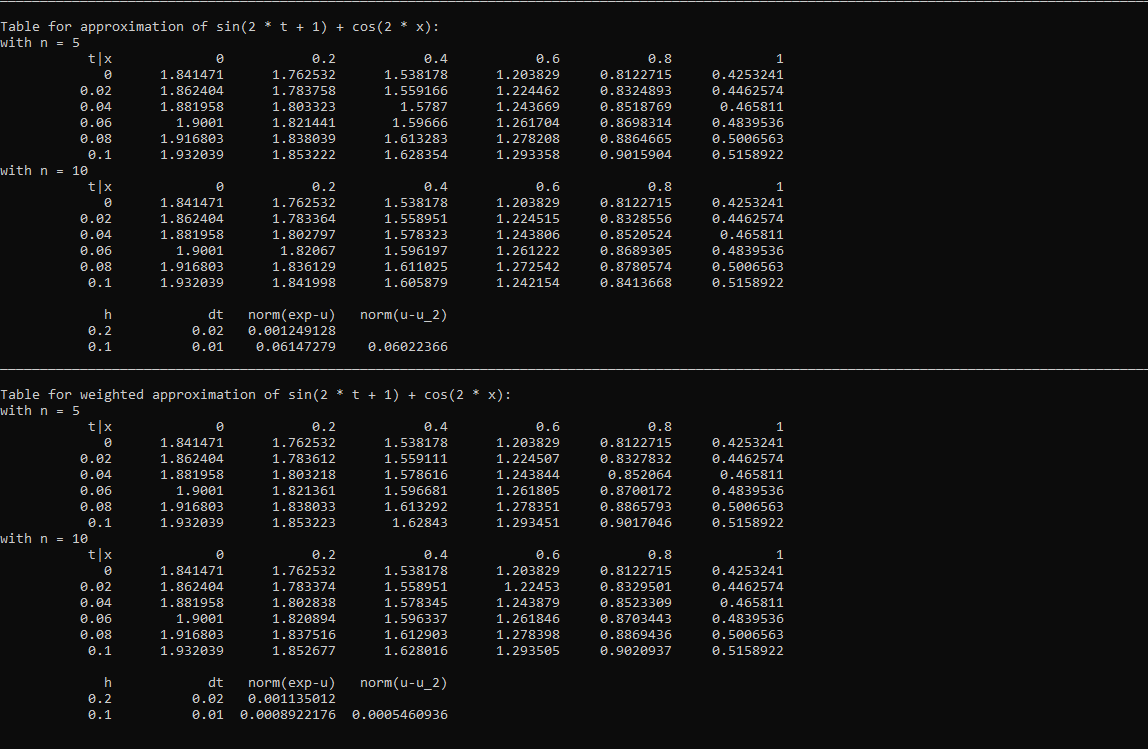 Table for approximation of sin(2 * t + 1) + cos(2 * x):
with n = 5
t|x 0 0.2 0.4 0.6 0.8 1
0 1.841471 1.762532 1.538178 1.203829 0.8122715 0.4253241
0.02 1.862404 1.783758 1.559166 1.224462 0.8324893 0.4462574
0.04 1.881958 1.803323 1.5787 1.243669 0.8518769 0.465811
0.06 1.9001 1.821441 1.59666 1.261704 0.8698314 0.4839536
0.08 1.916803 1.838039 1.613283 1.278208 0.8864665 0.5006563
0.1 1.932039 1.853222 1.628354 1.293358 0.9015904 0.5158922
with n = 10
t|x 0 0.2 0.4 0.6 0.8 1
0 1.841471 1.762532 1.538178 1.203829 0.8122715 0.4253241
0.02 1.862404 1.783364 1.558951 1.224515 0.8328556 0.4462574
0.04 1.881958 1.802797 1.578323 1.243806 0.8520524 0.465811
0.06 1.9001 1.82067 1.596197 1.261222 0.8689305 0.4839536
0.08 1.916803 1.836129 1.611025 1.272542 0.8780574 0.5006563
0.1 1.932039 1.841998 1.605879 1.242154 0.8413668 0.5158922
h dt norm(exp-u) norm(u-u_2)
0.2 0.02 0.001249128
0.1 0.01 0.06147279 0.06022366
Table for weighted approximation of sin(2 * t + 1) + cos(2 * x):
with n = 5
t|x 0 0.2 0.4 0.6 0.8 1
0 1.841471 1.762532 1.538178 1.203829 0.8122715 0.4253241
0.02 1.862404 1.783612 1.559111 1.224507 0.8327832 0.4462574
0.04 1.881958 1.803218 1.578616 1.243844 0.852064 0.465811
0.06 1.9001 1.821361 1.596681 1.261805 0.8700172 0.4839536
0.08 1.916803 1.838033 1.613292 1.278351 0.8865793 0.5006563
0.1 1.932039 1.853223 1.62843 1.293451 0.9017046 0.5158922
with n = 10
t|x 0 0.2 0.4 0.6 0.8 1
0 1.841471 1.762532 1.538178 1.203829 0.8122715 0.4253241
0.02 1.862404 1.783374 1.558951 1.22453 0.8329501 0.4462574
0.04 1.881958 1.802838 1.578345 1.243879 0.8523309 0.465811
0.06 1.9001 1.820894 1.596337 1.261846 0.8703443 0.4839536
0.08 1.916803 1.837516 1.612903 1.278398 0.8869436 0.5006563
0.1 1.932039 1.852677 1.628016 1.293505 0.9020937 0.5158922
h dt norm(exp-u) norm(u-u_2)
0.2 0.02 0.001135012
0.1 0.01 0.0008922176 0.0005460936